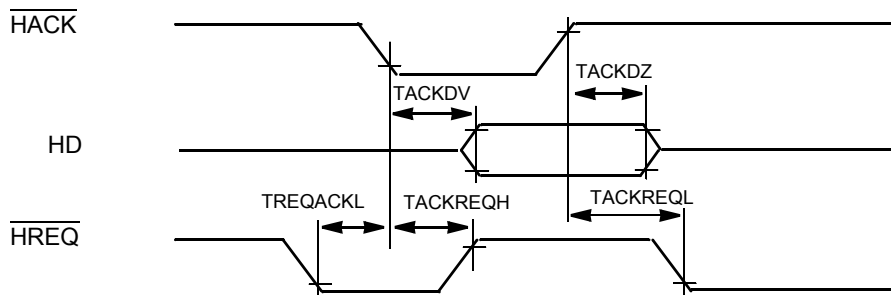 HACK
TACKDV
TACKDZ
HD
TREQACKL
TACKREQH
TACKREQL
HREQ